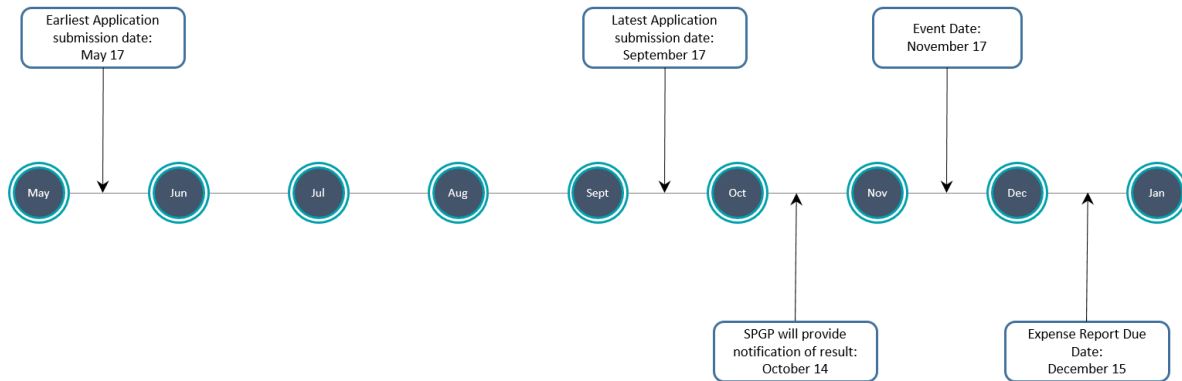 Earliest Application
submission date:
May 17
Latest Application
submission date:
September 17
Event Date:
November 17
May
Jun
Jul
Aug
Sept
Oct
Nov
Dec
Jan
SPGP will provide
notification of result:
October 14
Expense Report Due
Date:
December 15